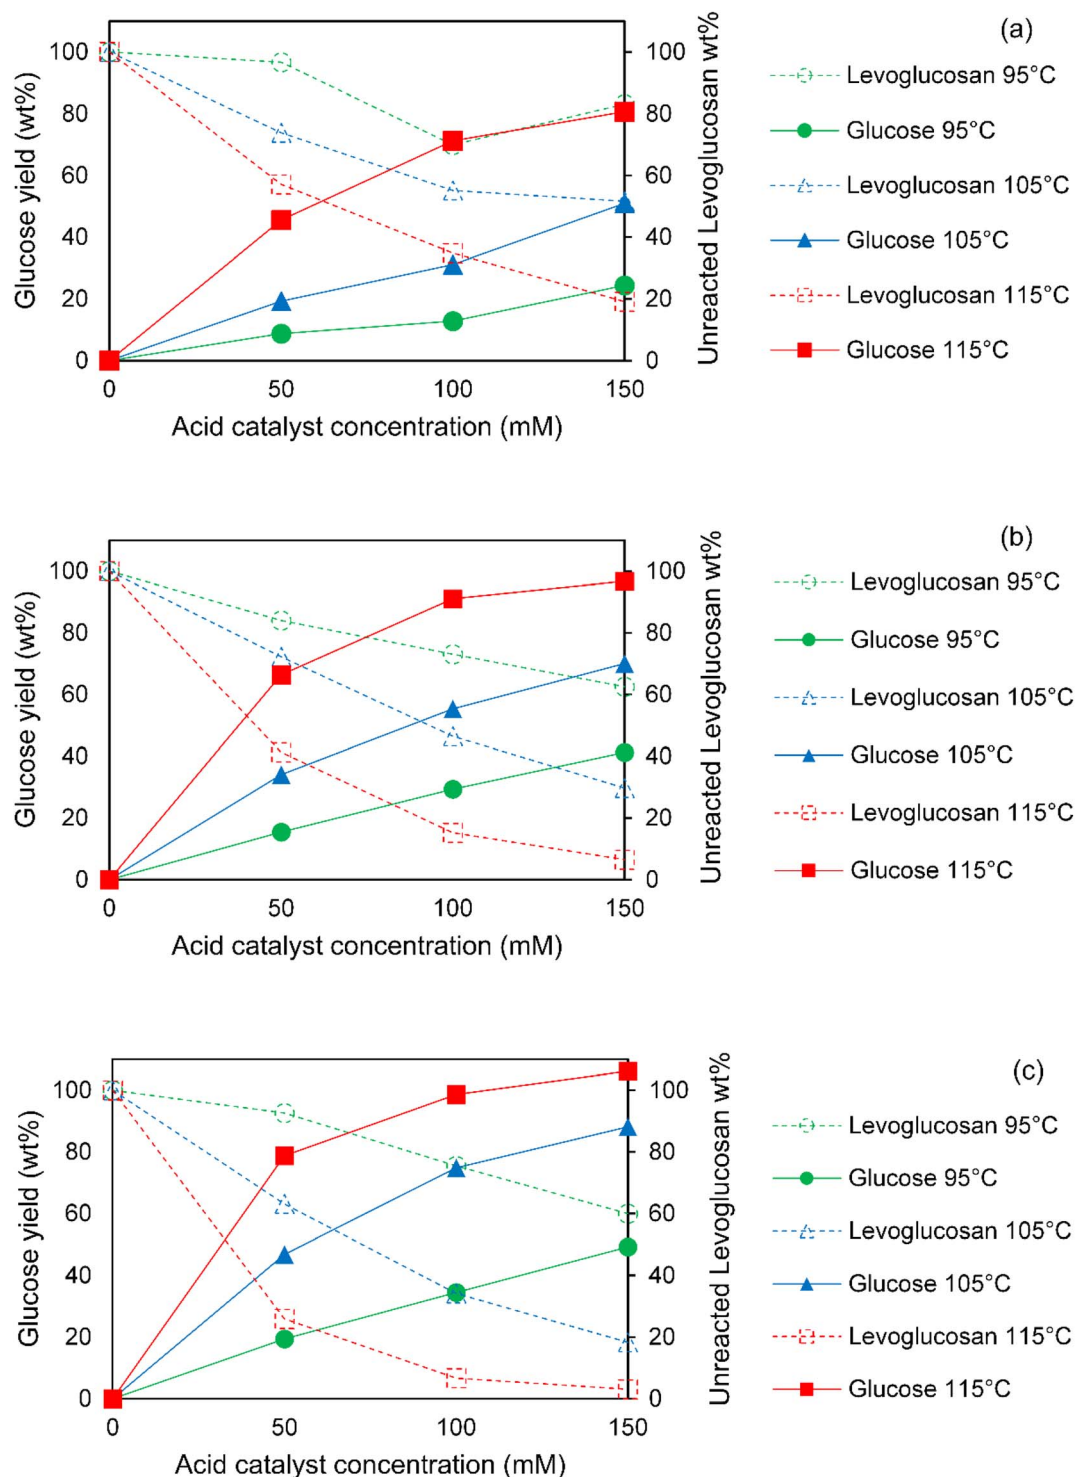 (a)
Glucose yield (wt%)
100
80
60
40
20
0
0
50
100
150
Acid catalyst concentration (mM)
100
80
60
40
20
0
Unreacted Levoglucosan wt%
Levoglucosan 95°C
Glucose 95°C
Levoglucosan 105°C
Glucose 105°C
Levoglucosan 115°C
Glucose 115°C
(b)
Glucose yield (wt%)
100
80
60
40
20
0
0
50
100
150
Acid catalyst concentration (mM)
100
80
60
40
20
0
Unreacted Levoglucosan wt%
Levoglucosan 95°C
Glucose 95°C
Levoglucosan 105°C
Glucose 105°C
Levoglucosan 115°C
Glucose 115°C
(c)
Glucose yield (wt%)
100
80
60
40
20
0
0
50
100
150
Acid catalyst concentration (mM)
100
80
60
40
20
0
Unreacted Levoglucosan wt%
Levoglucosan 95°C
Glucose 95°C
Levoglucosan 105°C
Glucose 105°C
Levoglucosan 115°C
Glucose 115°C